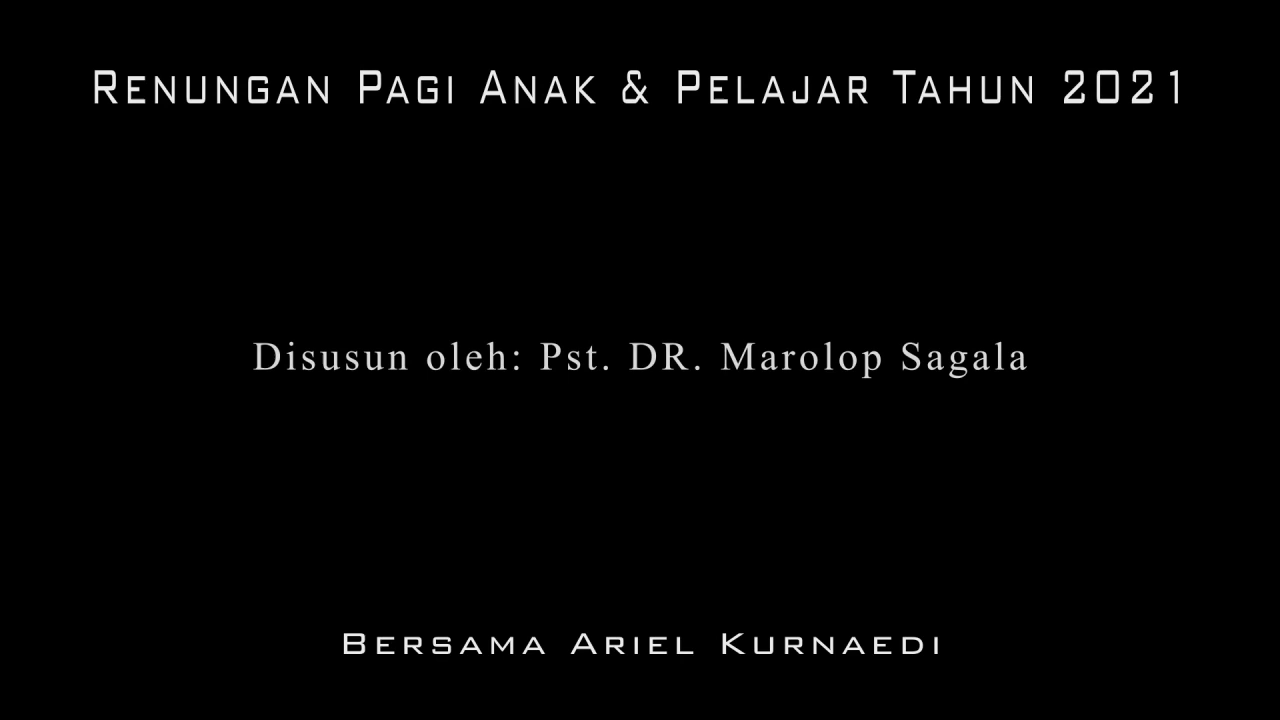 Renungan Pagi Anak & Pelajar Tahun 2021
Disusun oleh: Pst. DR. Marolop Sagala
Bersama Ariel Kurnaedi